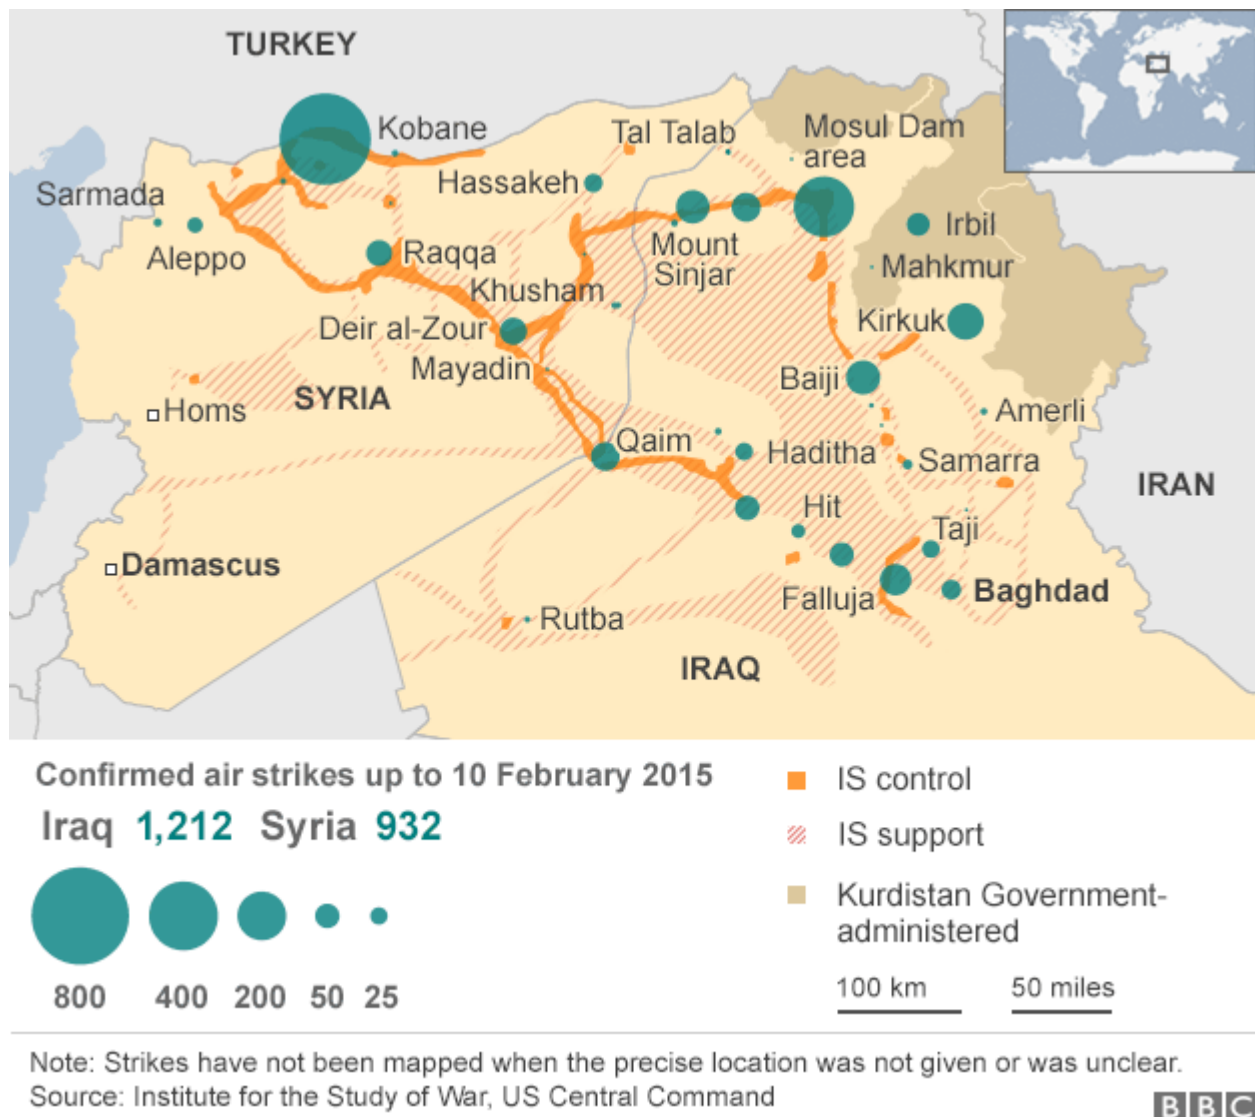 TURKEY
Kobane
Tal Talab
Mosul Dam
area
Hassakeh
Sarmada
Aleppo
Raqqa
Mount
Sinjar
Irbil
Khusham
Mahkmur
Deir al-Zour
Kirkuk
Mayadin
Baiji
SYRIA
Homs
Amerli
Qaim
Haditha
Samarra
IRAN
Hit
Taji
Damascus
Falluja
Baghdad
Rutba
IRAQ
Confirmed air strikes up to 10 February 2015
Iraq 1,212 Syria 932
800 400 200 50 25
IS control
IS support
Kurdistan Government-
administered
100 km 50 miles
Note: Strikes have not been mapped when the precise location was not given or was unclear.
Source: Institute for the Study of War, US Central Command
BBC